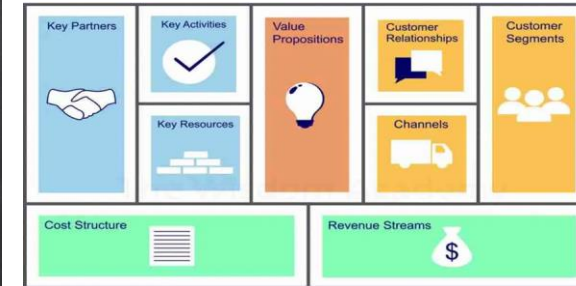 Key Partners
Key Activities
Value
Propositions
Customer
Relationships
Customer
Segments
Key Resources
Channels
Cost Structure
Revenue Streams
$